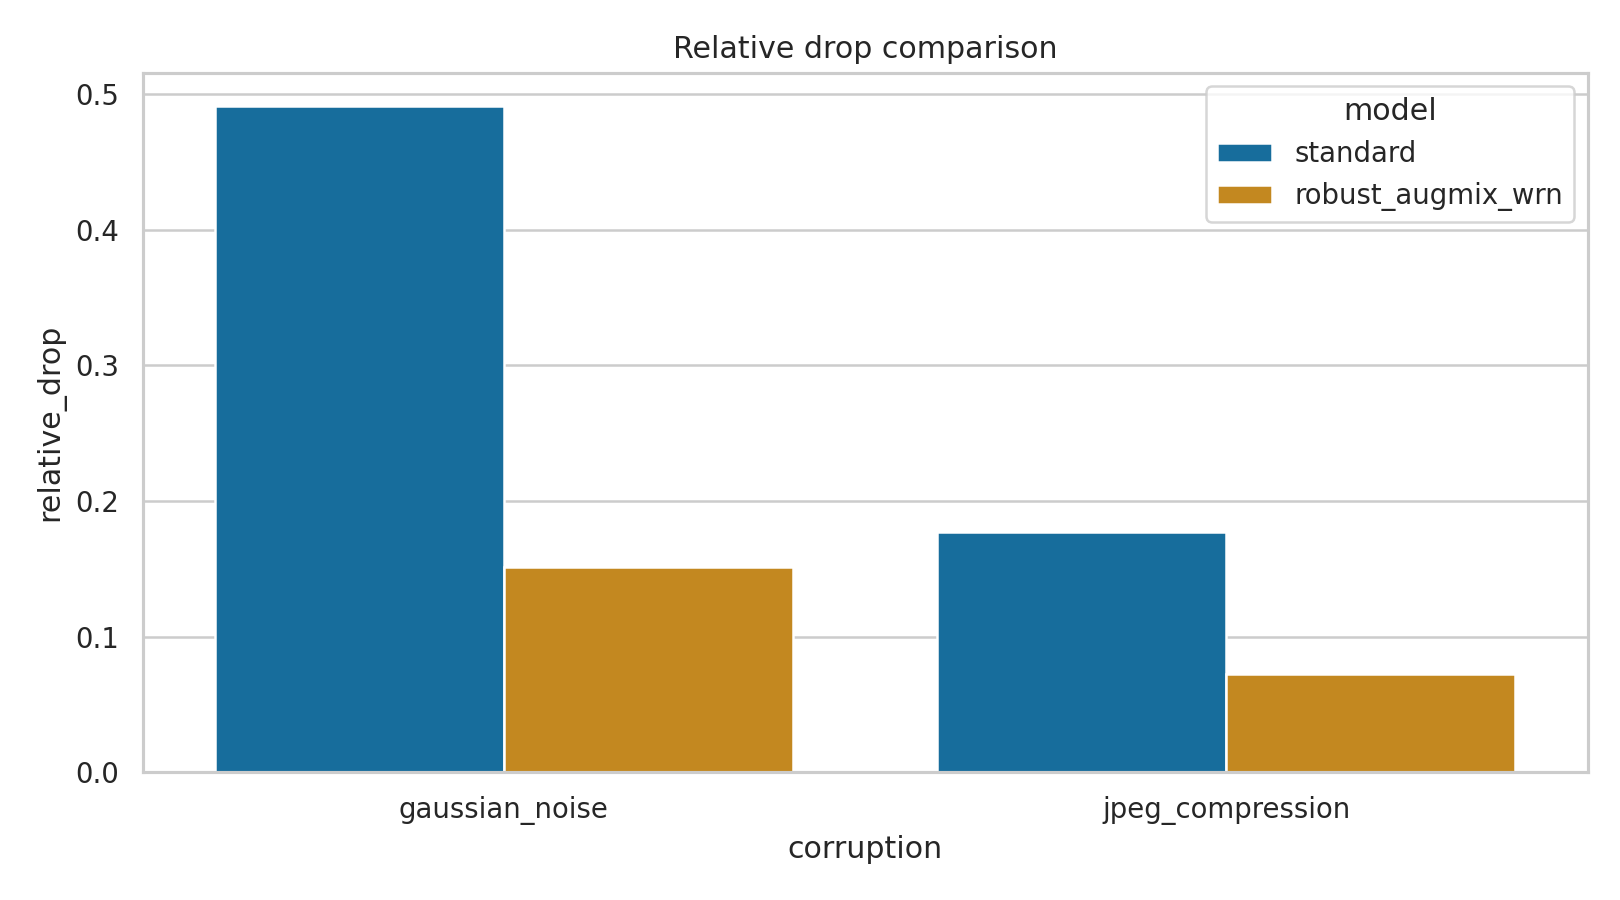 Relative drop comparison
model
standard
robust_augmix_wrn
relative_drop
0.5
0.4
0.3
0.2
0.1
0.0
gaussian_noise
jpeg_compression
corruption